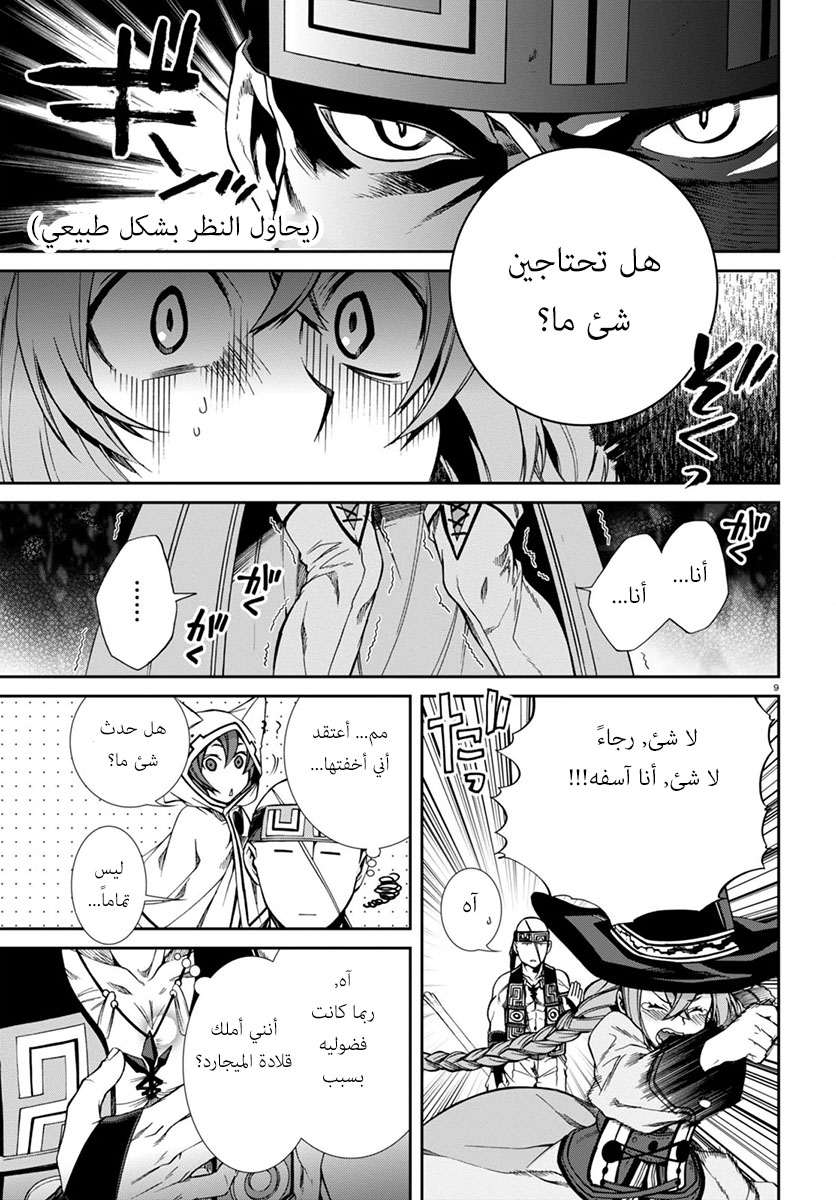 (يحاول النظر بشكل طبيعي)
هل تحتاجين
شئ ما؟
أنا...
أنا...
......
9
لا شئ, رجاءً
لا شئ, أنا آسفه!!!
آه
مم... أعتقد
أني أخفتها...
هل حدث
شئ ما؟
ليس
تماماً...
آه,
ربما كانت
فضوليه
بسبب
أنني أملك
قلادة الميجارد؟